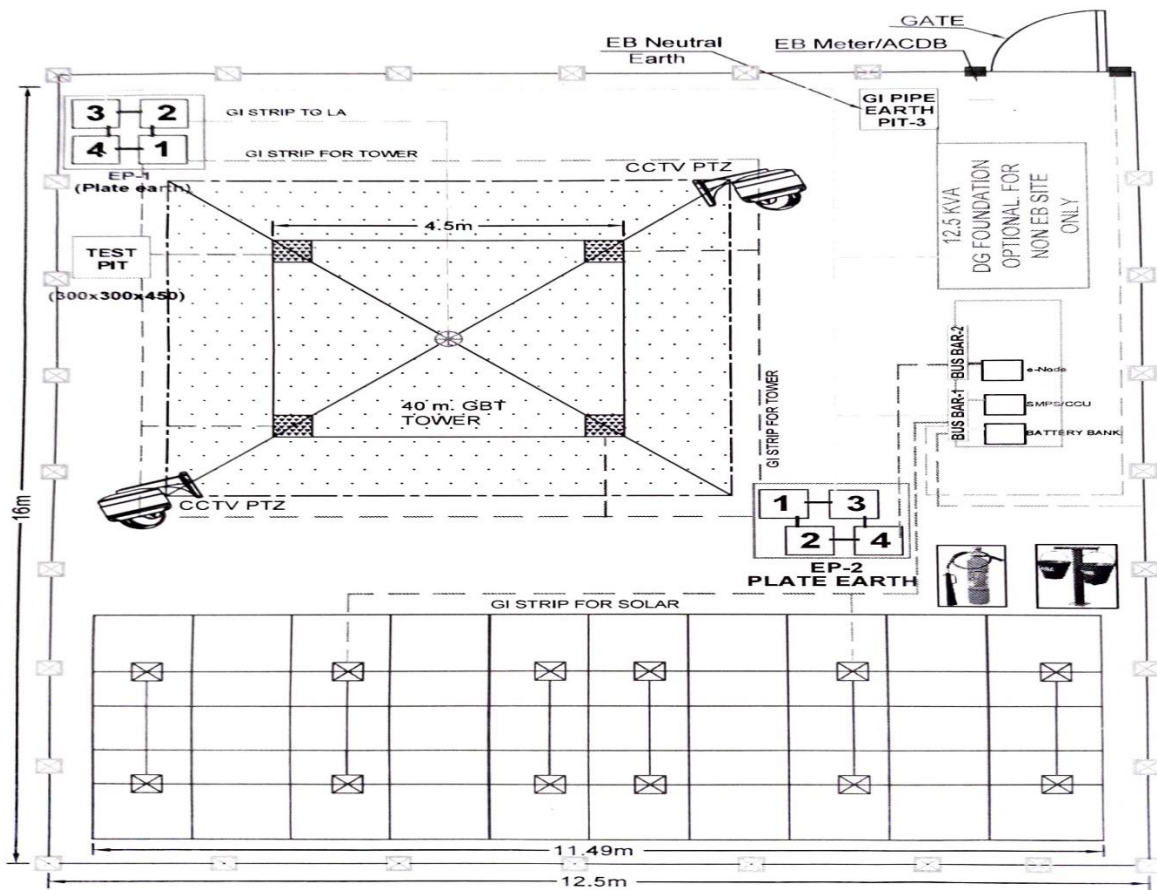 GATE
EB Neutral
Earth
EB Meter/ACDB
GI PIPE
EARTH
PIT-3
3
2
4
1
GI STRIP TO LA
GI STRIP FOR TOWER
EP-1
(Plate earth)
CCTV PTZ
12.5 KVA
DG FOUNDATION
OPTIONAL. FOR
NON EB SITE
ONLY
4.5m
TEST
PIT
(300x300x450)
BUS BAR-2
e-Node
BUS BAR-1
SMPS/CCU
BATTERY BANK
40 m. GBT
TOWER
GI STRIP FOR TOWER
16m
CCTV PTZ
1
3
2
4
EP-2
PLATE EARTH
GI STRIP FOR SOLAR
11.49m
12.5m